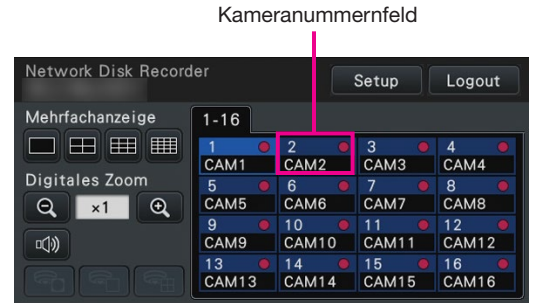 Kameranummernfeld
Network Disk Recorder
Setup
Logout
Mehrfachanzeige
1-16
1
2
3
4
CAM1
CAM2
CAM3
CAM4
Digitales Zoom
5
6
7
8
CAM5
CAM6
CAM7
CAM8
×1
9
10
11
12
CAM9
CAM10
CAM11
CAM12
13
14
15
16
CAM13
CAM14
CAM15
CAM16